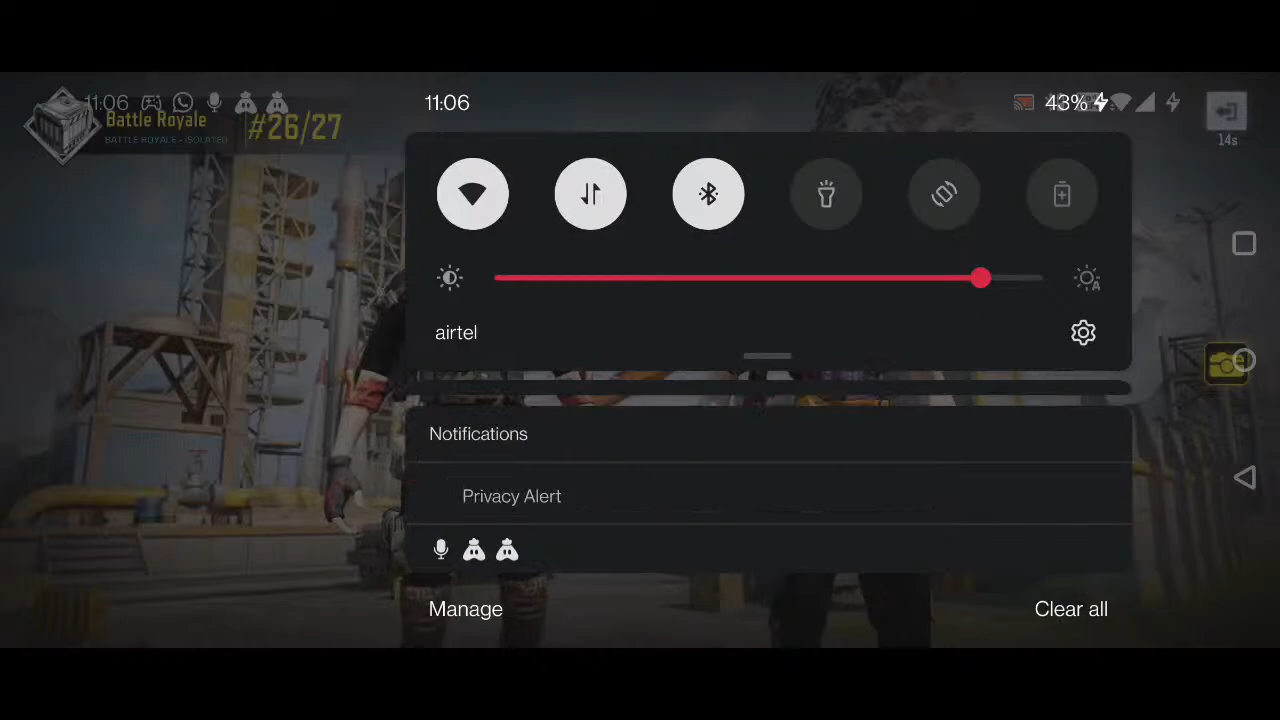 11:06
Battle Royale
BATTLE ROYALE - ISOLATED
#26/27
11:06
43%
14s
A
airtel
Notifications
Privacy Alert
Manage
Clear all